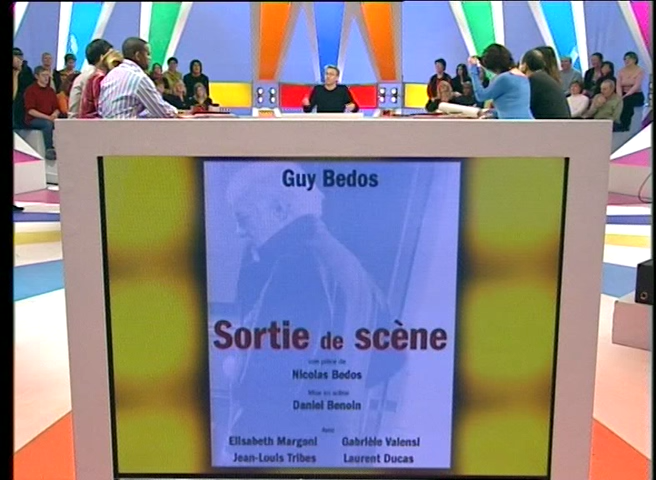 Guy Bedos
Sortie de scène
une pièce de
Nicolas Bedos
Mise en scène
Daniel Benoin
Avec
Elisabeth Margoni Gabrièle Valensi
Jean-Louis Tribes Laurent Ducas